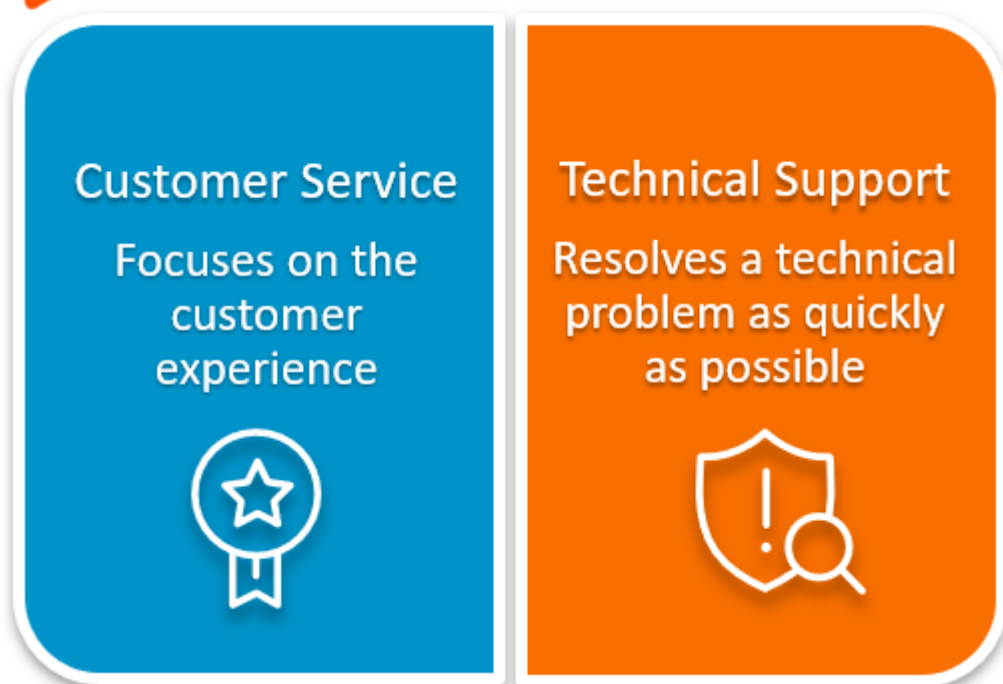 Customer Service
Focuses on the
customer
experience
Technical Support
Resolves a technical
problem as quickly
as possible